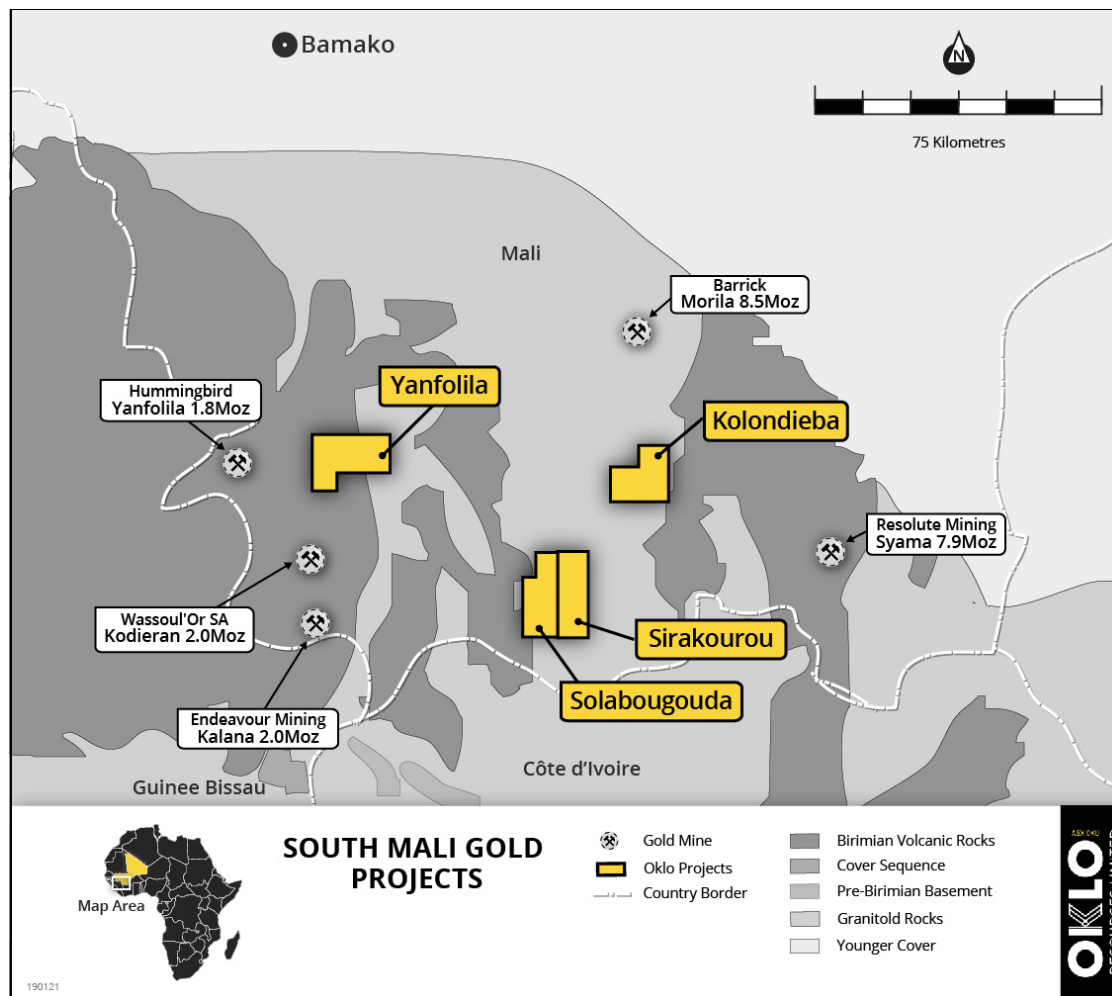 Bamako
N
75 Kilometres
Mali
Barrick
Morila 8.5Moz
Hummingbird
Yanfolila 1.8Moz
Yanfolila
Kolondieba
Resolute Mining
Syama 7.9Moz
Wassoul'Or SA
Kodieran 2.0Moz
Sirakourou
Solabougouda
Endeavour Mining
Kalana 2.0Moz
Guinee Bissau
Côte d’Ivoire
Map Area
SOUTH MALI GOLD
PROJECTS
Gold Mine
Oklo Projects
Country Border
Birimian Volcanic Rocks
Cover Sequence
Pre-Birimian Basement
Granitold Rocks
Younger Cover
ASX OKU
OKLO
190121